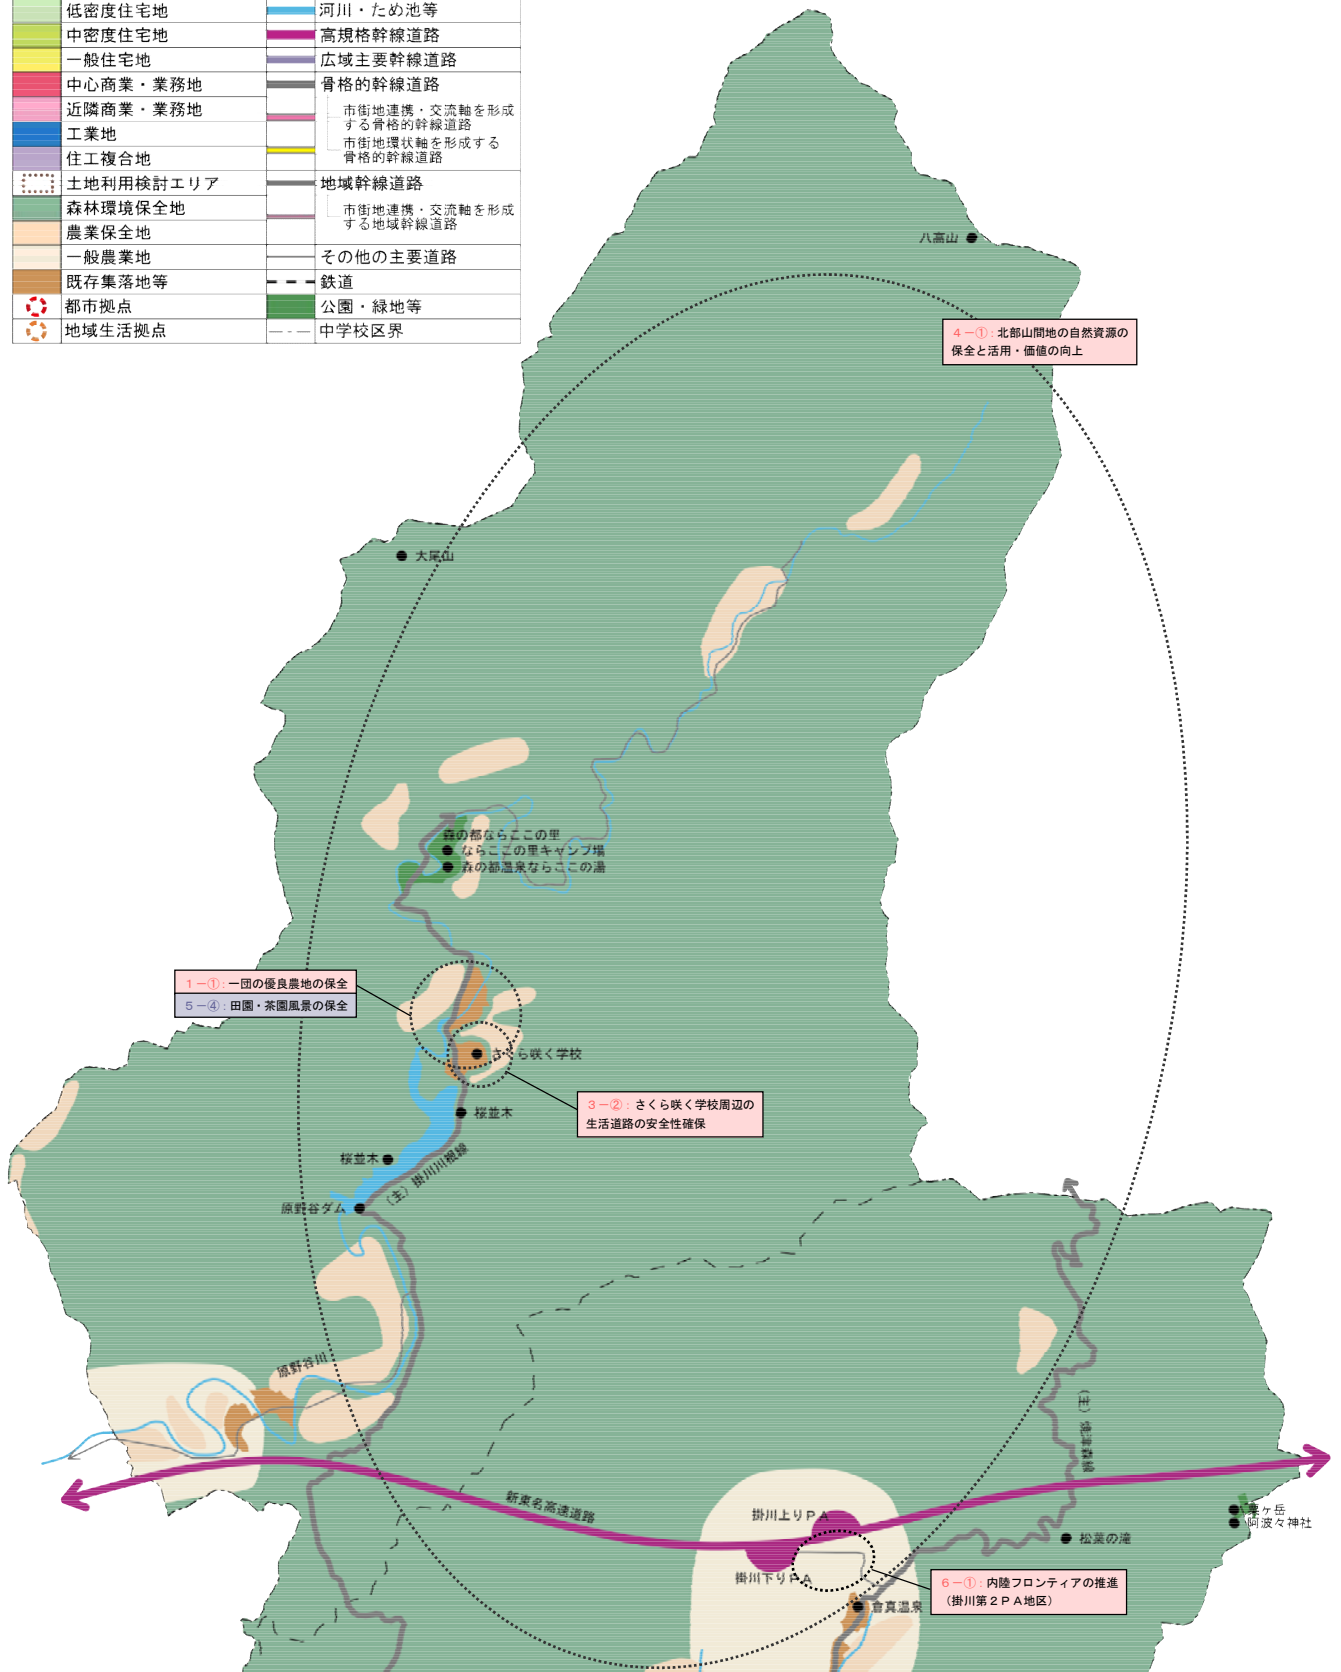 低密度住宅地
河川・ため池等
中密度住宅地
高規格幹線道路
一般住宅地
広域主要幹線道路
中心商業・業務地
骨格的幹線道路
近隣商業・業務地
市街地連携・交流軸を形成
する骨格的幹線道路
工業地
市街地環状軸を形成する
骨格的幹線道路
住工複合地
土地利用検討エリア
地域幹線道路
森林環境保全地
市街地連携・交流軸を形成
する地域幹線道路
農業保全地
一般農業地
その他の主要道路
既存集落地等
鉄道
都市拠点
公園・緑地等
地域生活拠点
中学校区界
八高山
4－①：北部山間地の自然資源の
保全と活用・価値の向上
大尾山
森の都ならここの里
ならここの里キャンプ場
森の都温泉ならここの湯
1－①：一団の優良農地の保全
5－④：田園・茶園風景の保全
さくら咲く学校
3－②：さくら咲く学校周辺の
生活道路の安全性確保
桜並木
桜並木
（主）掛川川根線
原野谷ダム
原野谷川
（主）焼津森線
新東名高速道路
掛川上りＰＡ
粟ヶ岳
阿波々神社
松葉の滝
掛川下りＰＡ
6－①：内陸フロンティアの推進
（掛川第２ＰＡ地区）
倉真温泉